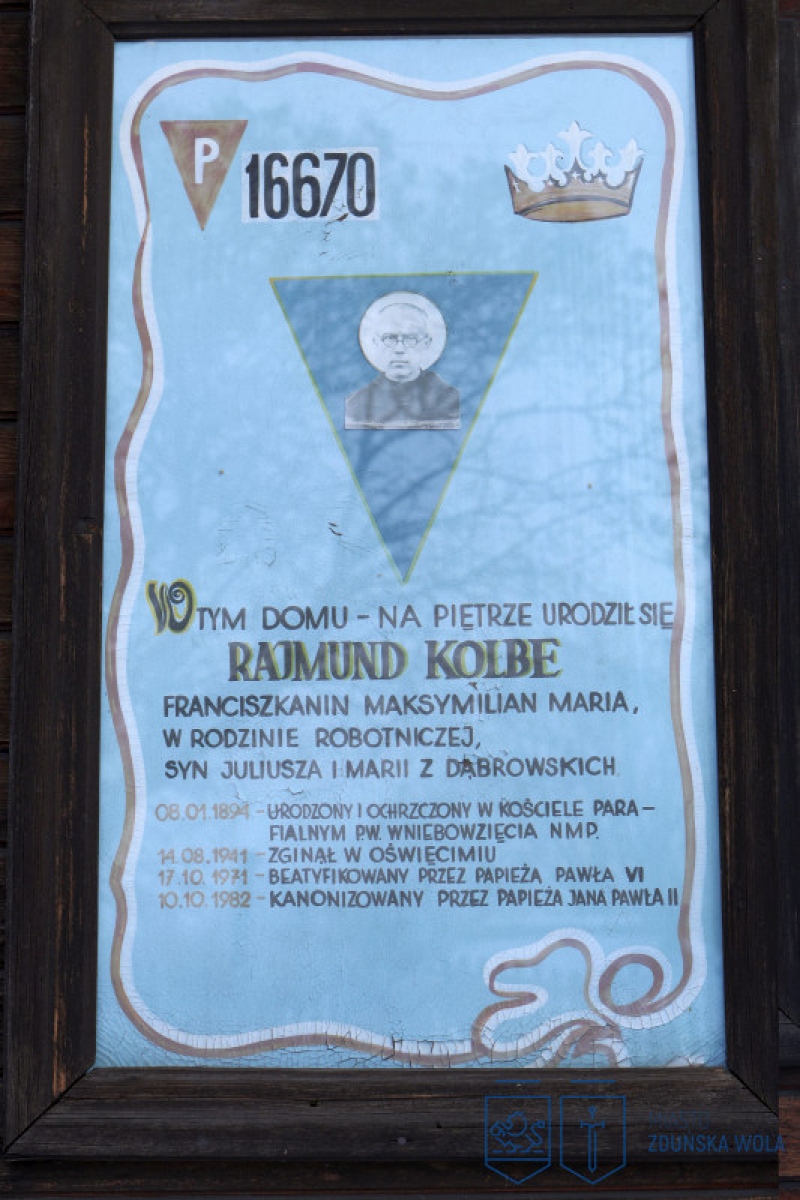 P
16670
W TYM DOMU - NA PIĘTRZE URODZIŁ SIĘ
RAJMUND KOLBE
FRANCISZKANIN MAKSYMILIAN MARIA,
W RODZINIE ROBOTNICZEJ,
SYN JULIUSZA I MARII Z DĄBROWSKICH.
08.01.1894 - URODZONY I OCHRZCZONY W KOŚCIELE PARA-
FIALNYM P.W. WNIEBOWZIĘCIA NMP.
14.08.1941 - ZGINĄŁ W OŚWIĘCIMIU
17.10.1971 - BEATYFIKOWANY PRZEZ PAPIEŻA PAWŁA VI
10.10.1982 - KANONIZOWANY PRZEZ PAPIEŻA JANA PAWŁA II
ZDUŃSKA WOLA